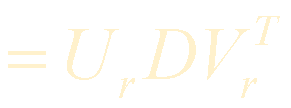 = U_r D V_r^T